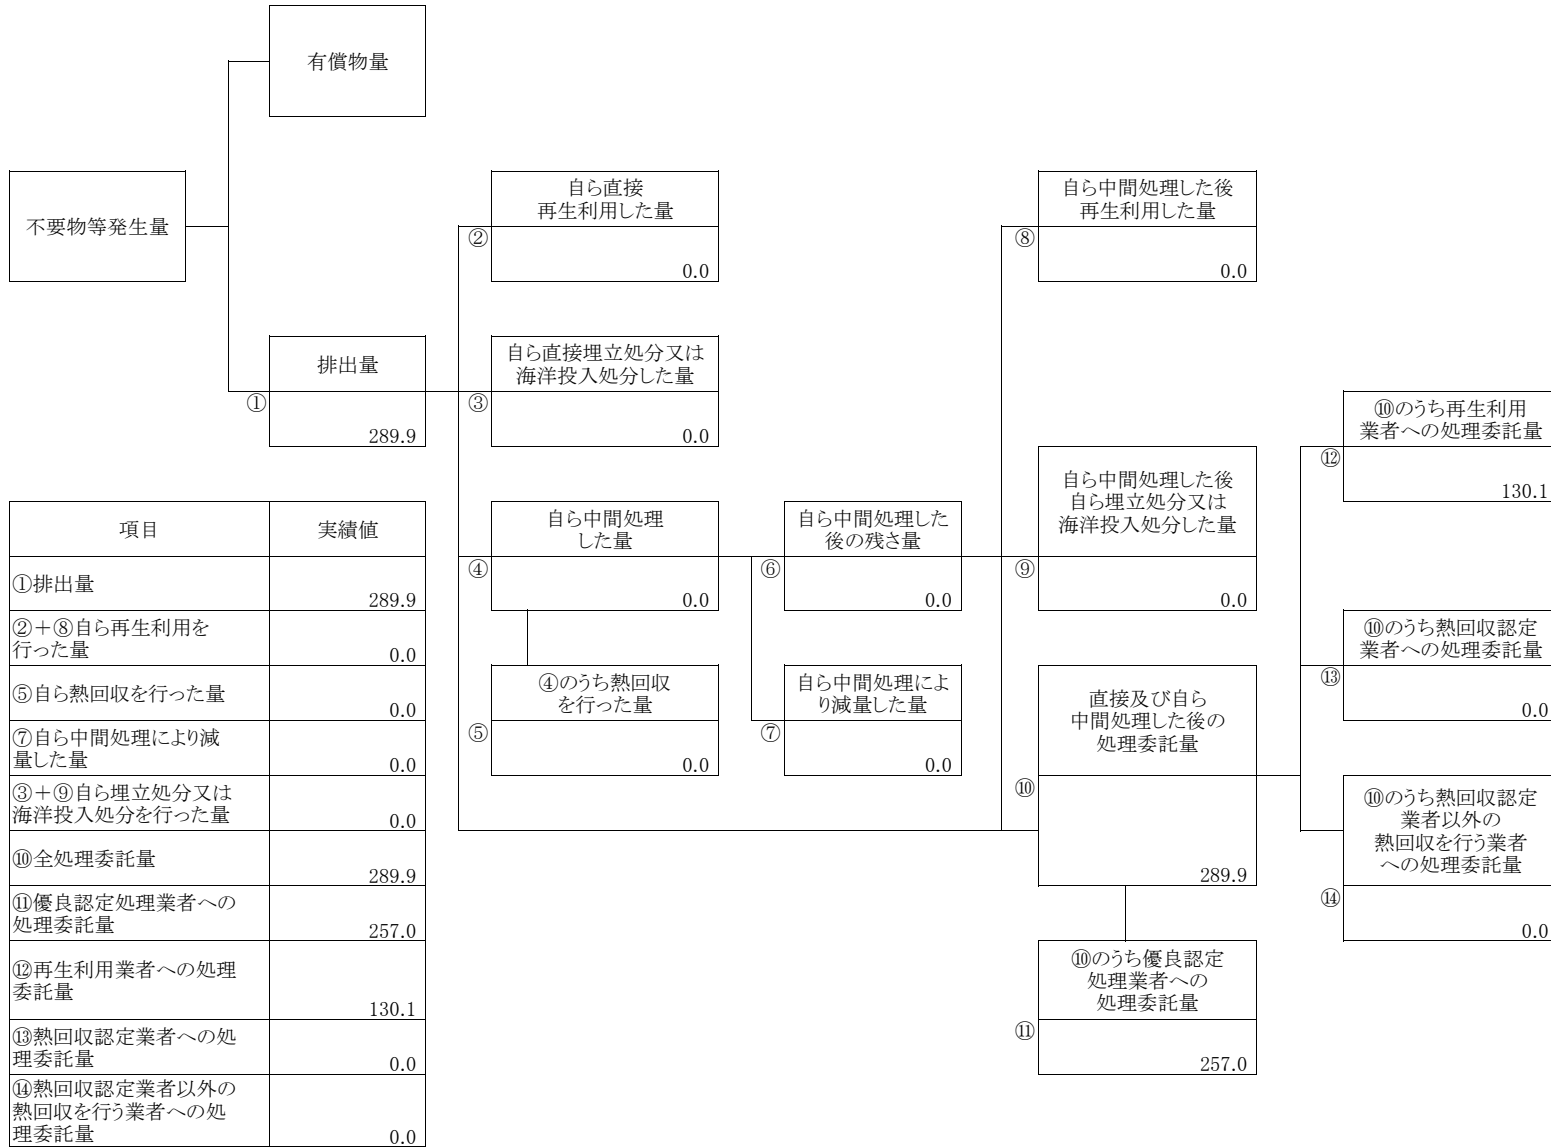 有償物量
不要物等発生量
自ら直接
再生利用した量
②
0.0
自ら中間処理した後
再生利用した量
⑧
0.0
排出量
①
289.9
自ら直接埋立処分又は
海洋投入処分した量
③
0.0
⑩のうち再生利用
業者への処理委託量
⑫
130.1
自ら中間処理
した量
④
0.0
自ら中間処理した
後の残さ量
⑥
0.0
自ら中間処理した後
自ら埋立処分又は
海洋投入処分した量
⑨
0.0
⑩のうち熱回収認定
業者への処理委託量
⑬
0.0
④のうち熱回収
を行った量
⑤
0.0
自ら中間処理によ
り減量した量
⑦
0.0
直接及び自ら
中間処理した後の
処理委託量
⑩
289.9
⑩のうち熱回収認定
業者以外の
熱回収を行う業者
への処理委託量
⑭
0.0
⑩のうち優良認定
処理業者への
処理委託量
⑪
257.0
項目 実績値
①排出量
289.9
②＋⑧自ら再生利用を
行った量
0.0
⑤自ら熱回収を行った量
0.0
⑦自ら中間処理により減
量した量
0.0
③＋⑨自ら埋立処分又は
海洋投入処分を行った量
0.0
⑩全処理委託量
289.9
⑪優良認定処理業者への
処理委託量
257.0
⑫再生利用業者への処理
委託量
130.1
⑬熱回収認定業者への処
理委託量
0.0
⑭熱回収認定業者以外の
熱回収を行う業者への処
理委託量
0.0